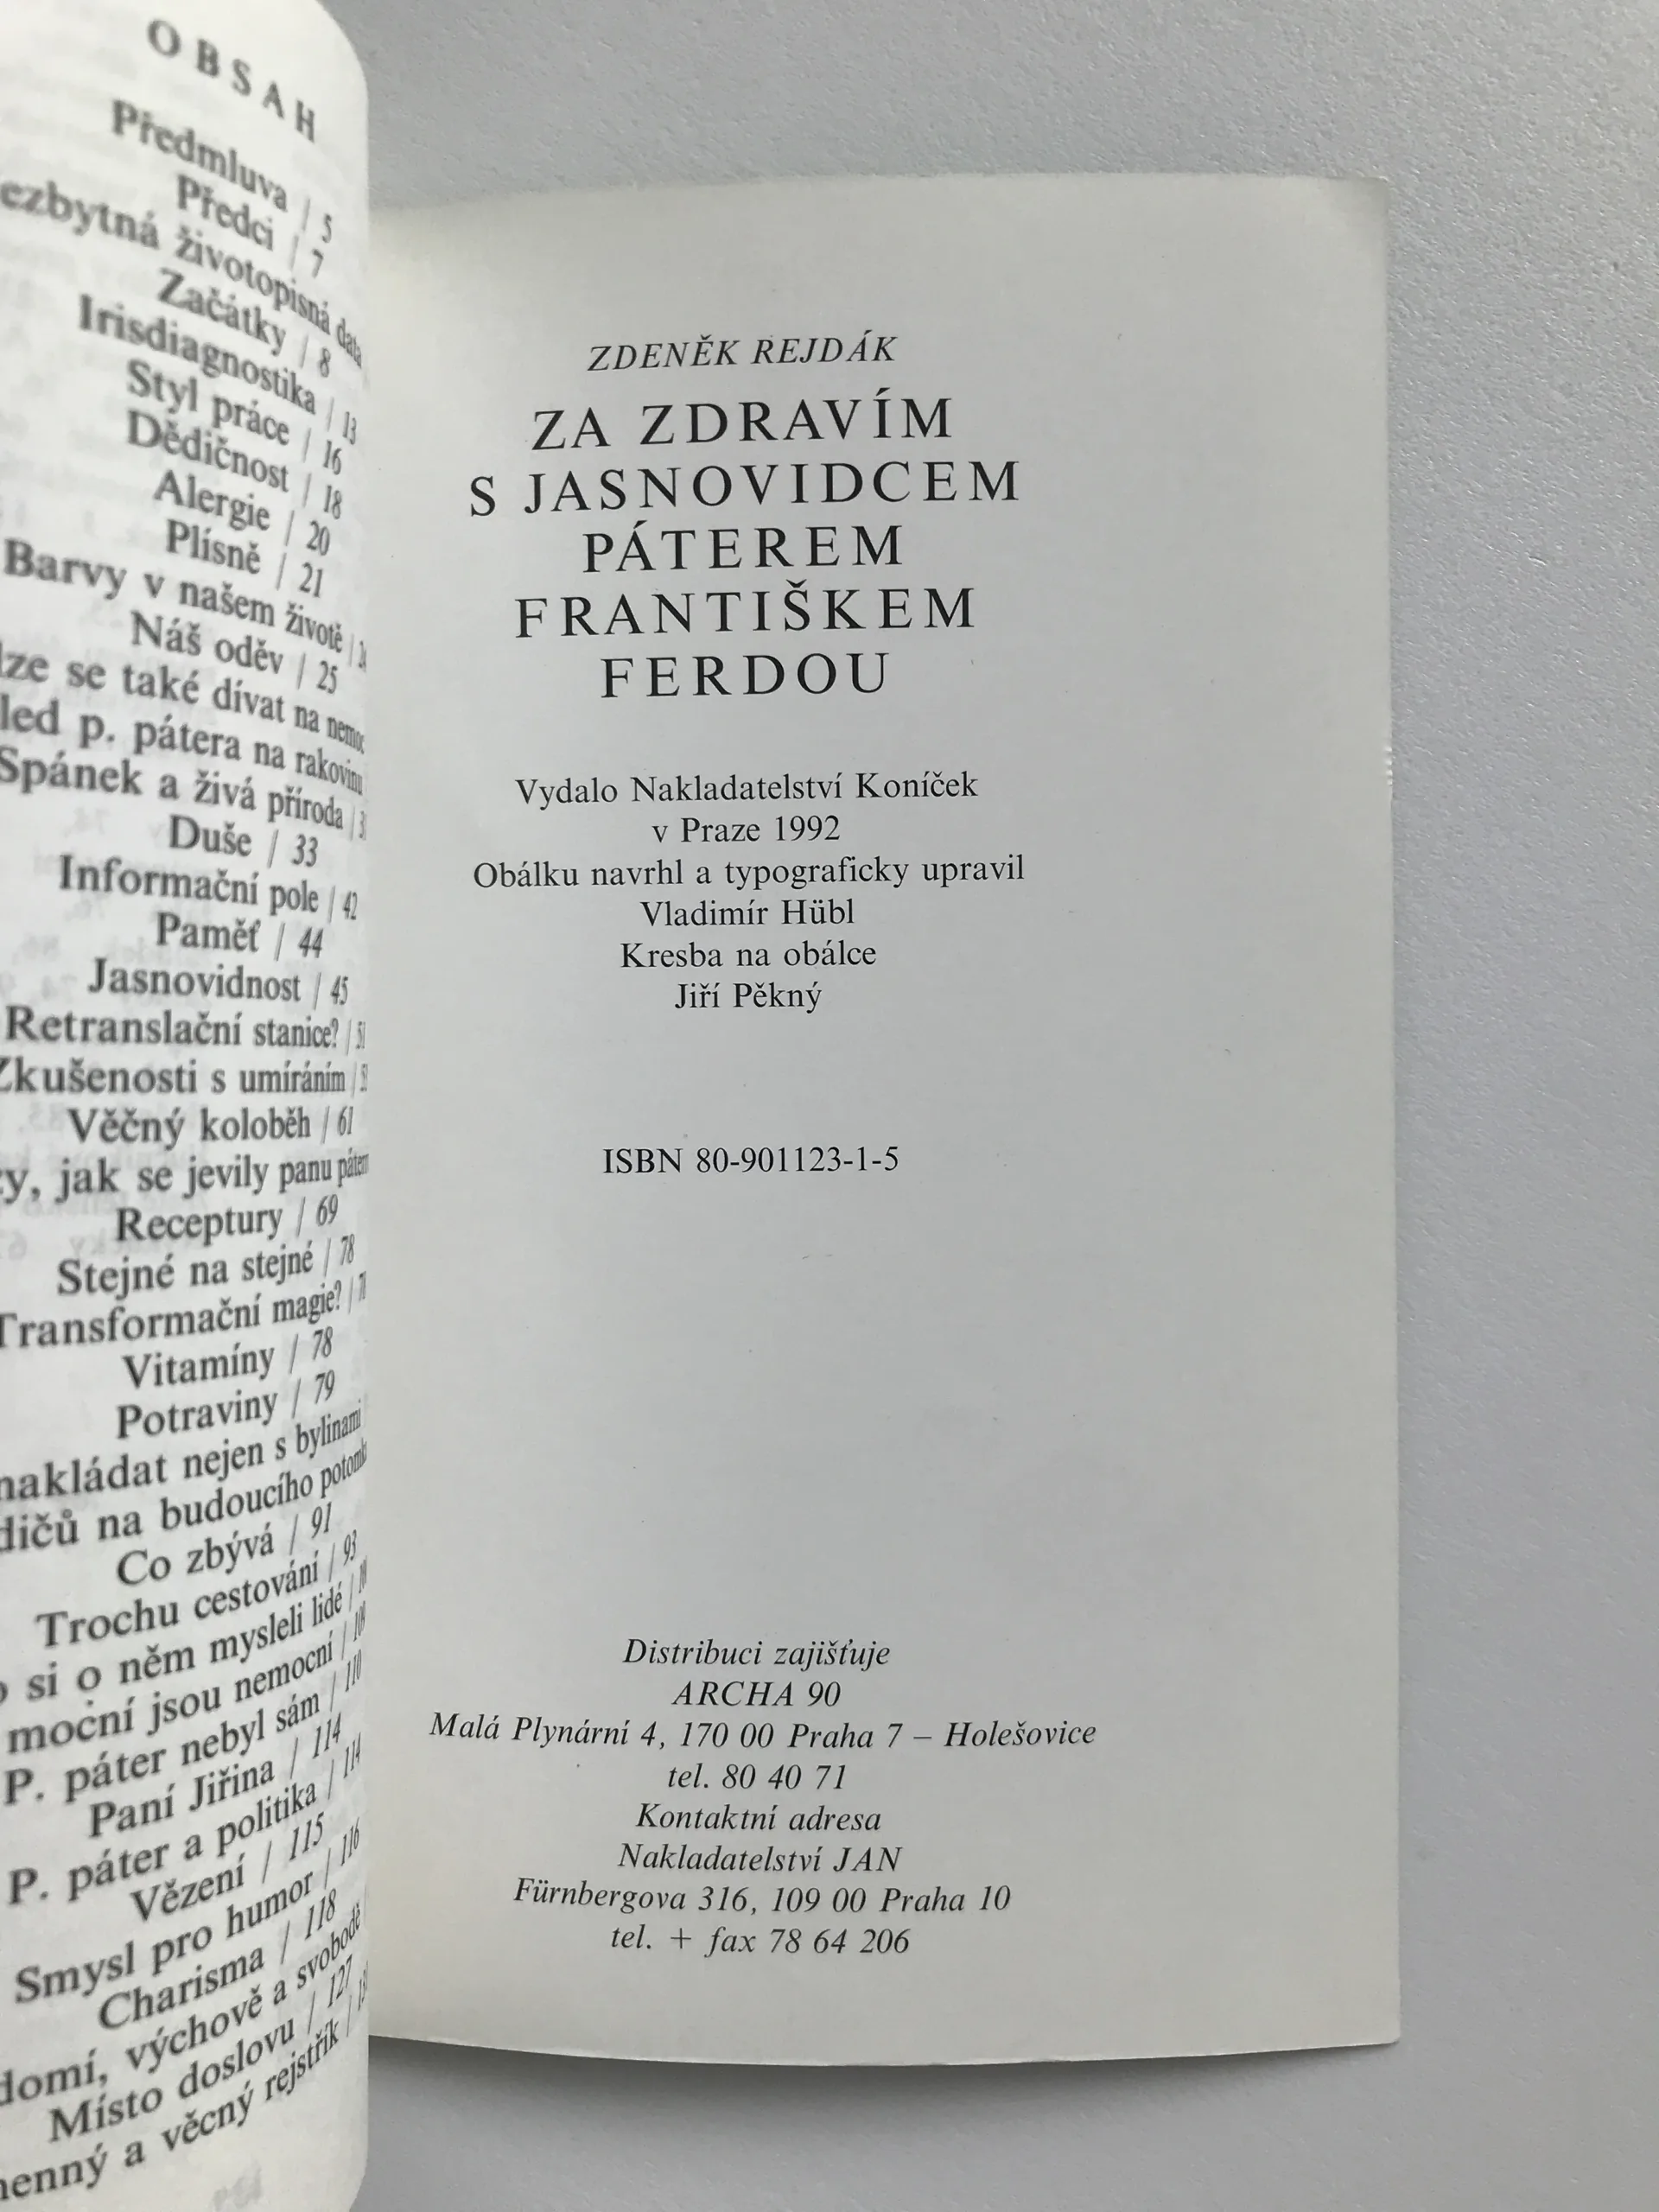 OBSAH
Předmluva / 5
Předci / 7
životopisná data
Začátky / 8
Irisdiagnostika / 13
Styl práce / 16
Dědičnost / 18
Alergie / 20
Plísně / 21
Barvy v našem životě /
Náš oděv / 25
lze se také dívat na
p. pátera na rakovinu
Spánek a živá příroda /
Duše / 33
Informační pole / 42
Paměť / 44
Jasnovidnost / 45
Retranslační stanice? /
Zkušenosti s umíráním /
Věčný koloběh / 61
jak se jevily panu
Receptury / 69
Stejné na stejné / 78
Transformační magie? /
Vitamíny / 78
Potraviny / 79
nakládat nejen s bylinami
na budoucího
Co zbývá / 91
Trochu cestování / 93
si o něm mysleli lidé /
mocní jsou nemocní /
P. páter nebyl sám / 110
Paní Jiřina / 114
P. páter a politika / 114
Vězení / 115
Smysl pro humor / 116
Charisma / 118
výchově a svobodě
Místo doslovu / 127
a věcný rejstřík /
ZDENĚK REJDÁK
ZA ZDRAVÍM
S JASNOVIDCEM
PÁTEREM
FRANTIŠKEM
FERDOU
Vydalo Nakladatelství Koníček
v Praze 1992
Obálku navrhl a typograficky upravil
Vladimír Hübl
Kresba na obálce
Jiří Pěkný
ISBN 80-901123-1-5
Distribuci zajišťuje
ARCHA 90
Malá Plynární 4, 170 00 Praha 7 – Holešovice
tel. 80 40 71
Kontaktní adresa
Nakladatelství JAN
Fürnbergova 316, 109 00 Praha 10
tel. + fax 78 64 206